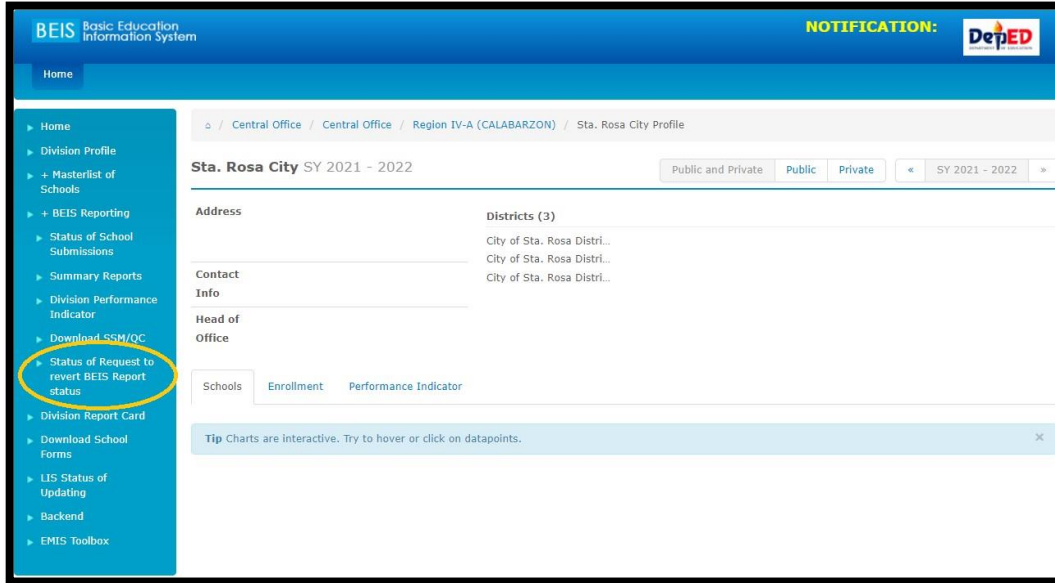 BEIS Basic Education
Information System
NOTIFICATION:
DepED
DEPARTMENT OF EDUCATION
Home
Home
Division Profile
+ Masterlist of
Schools
+ BEIS Reporting
Status of School
Submissions
Summary Reports
Division Performance
Indicator
Download SSM/QC
Status of Request to
revert BEIS Report
status
Division Report Card
Download School
Forms
LIS Status of
Updating
Backend
EMIS Toolbox
/ Central Office / Central Office / Region IV-A (CALABARZON) / Sta. Rosa City Profile
Sta. Rosa City SY 2021 - 2022
Public and Private Public Private « SY 2021 - 2022 »
Address
Contact
Info
Head of
Office
Districts (3)
City of Sta. Rosa Distri...
City of Sta. Rosa Distri...
City of Sta. Rosa Distri...
Schools Enrollment Performance Indicator
Tip Charts are interactive. Try to hover or click on datapoints. ×